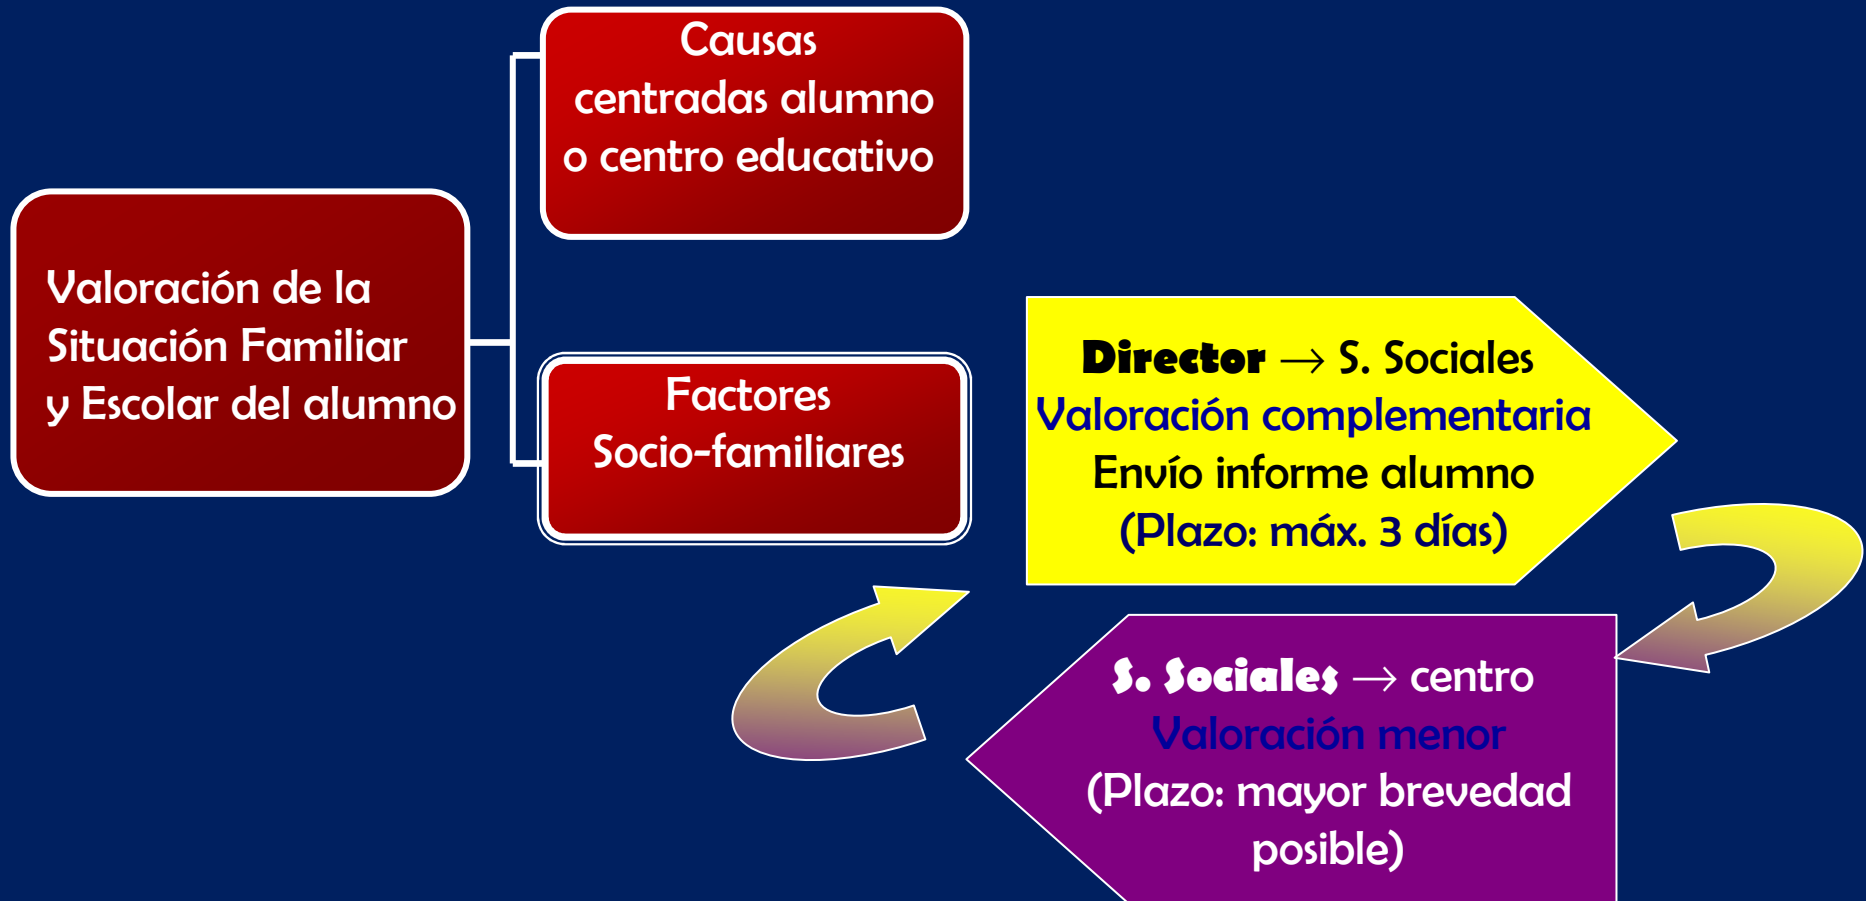 Causas
centradas alumno
o centro educativo
Valoración de la
Situación Familiar
y Escolar del alumno
Factores
Socio-familiares
Director → S. Sociales
Valoración complementaria
Envío informe alumno
(Plazo: máx. 3 días)
S. Sociales → centro
Valoración menor
(Plazo: mayor brevedad
posible)